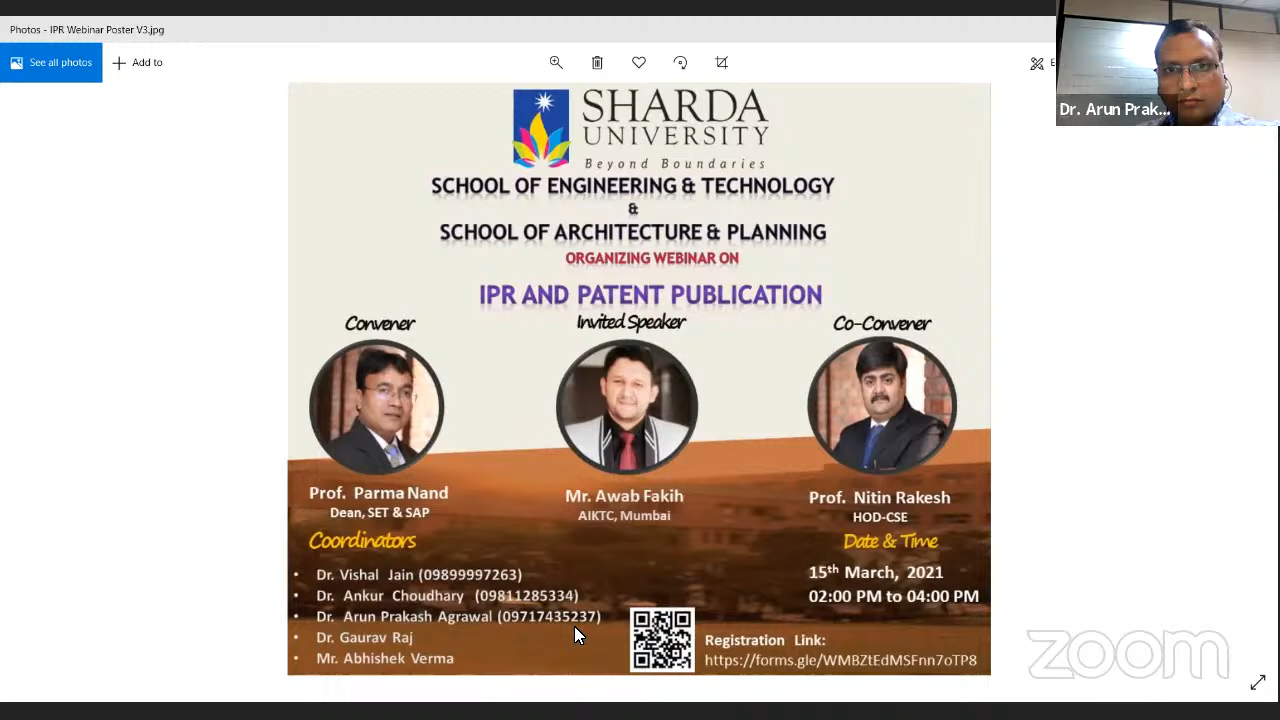 Photos - IPR Webinar Poster V3.jpg
See all photos
Add to
Dr. Arun Prak...
SHARDA
UNIVERSITY
Beyond Boundaries
SCHOOL OF ENGINEERING & TECHNOLOGY
&
SCHOOL OF ARCHITECTURE & PLANNING
ORGANIZING WEBINAR ON
IPR AND PATENT PUBLICATION
Convener
Invited Speaker
Co-Convener
Prof. Parma Nand
Dean, SET & SAP
Mr. Awab Fakih
AIKTC, Mumbai
Prof. Nitin Rakesh
HOD-CSE
Coordinators
• Dr. Vishal Jain (09899997263)
• Dr. Ankur Choudhary (09811285334)
• Dr. Arun Prakash Agrawal (09717435237)
• Dr. Gaurav Raj
• Mr. Abhishek Verma
Date & Time
15th March, 2021
02:00 PM to 04:00 PM
Registration Link:
https://forms.gle/WMBZtEdMSFnn7oTP8
zoom